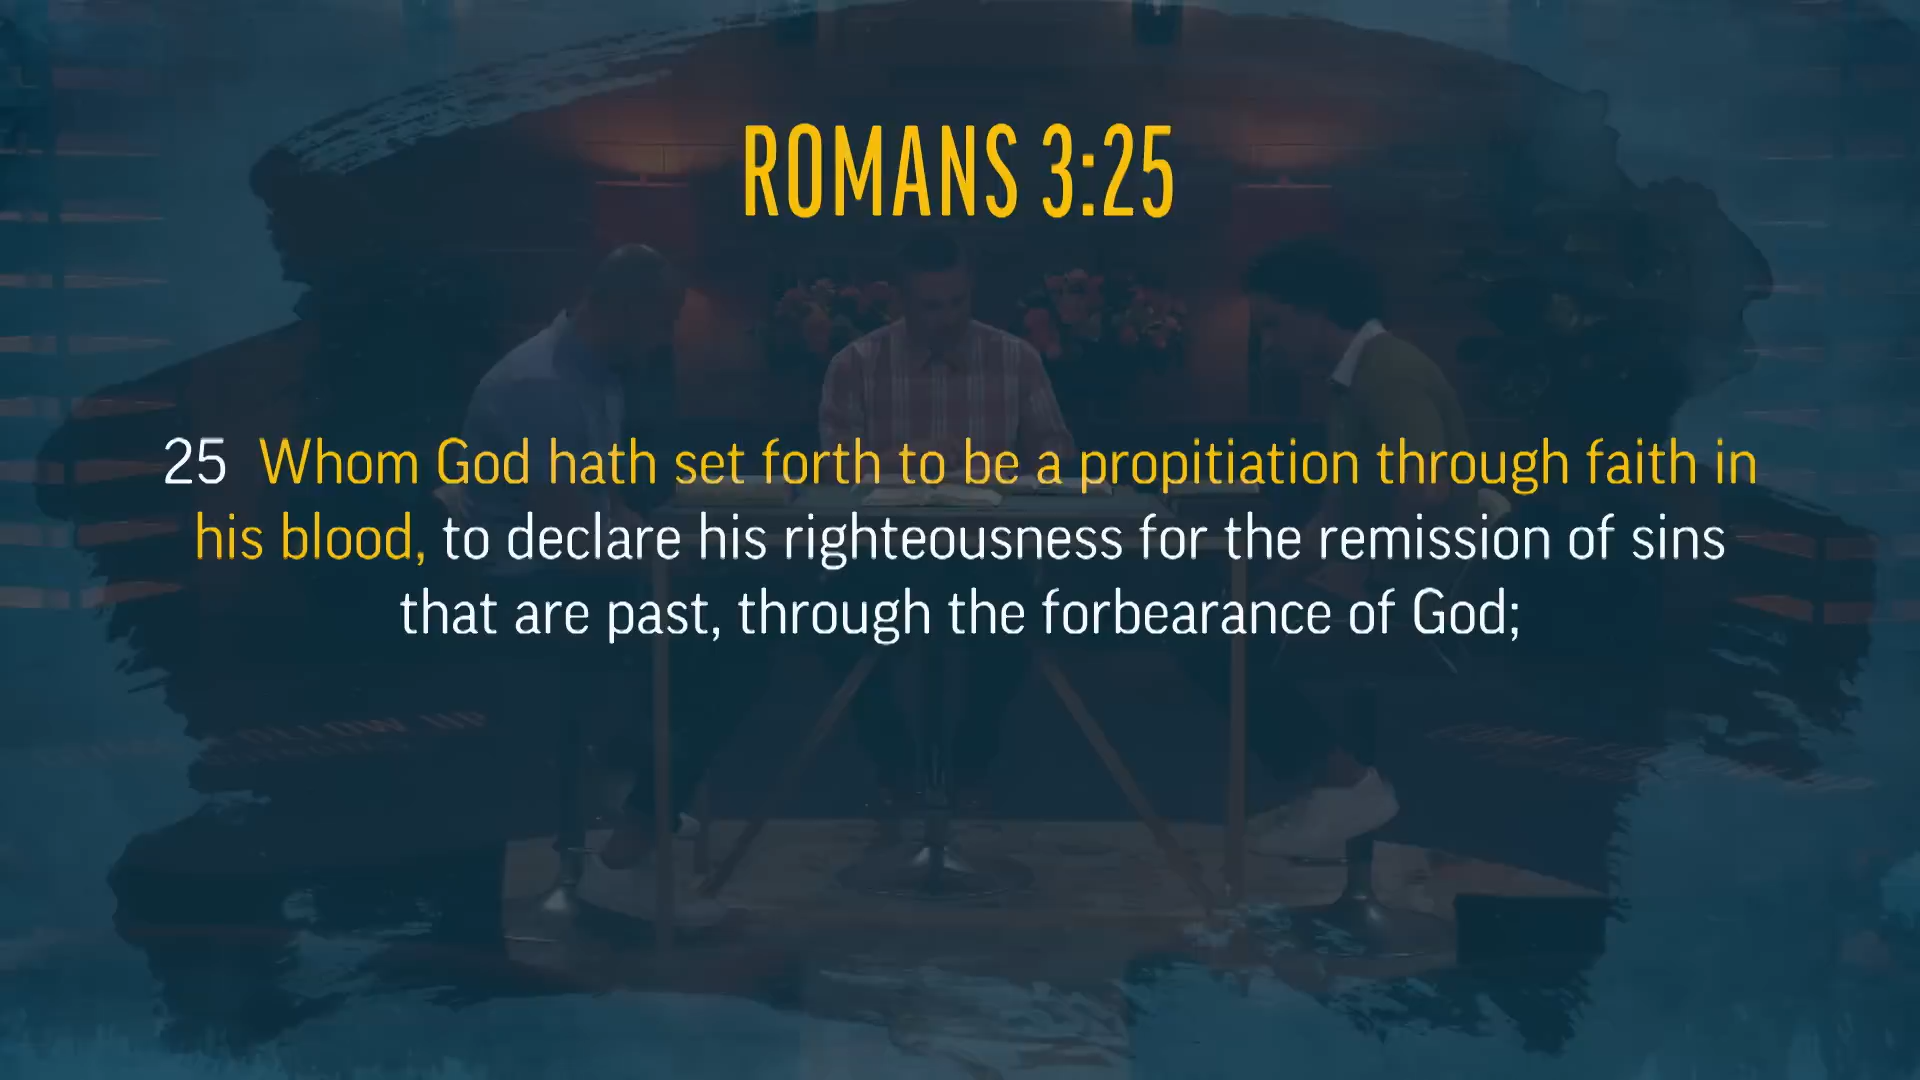 ROMANS 3:25
25 Whom God hath set forth to be a propitiation through faith in
his blood, to declare his righteousness for the remission of sins
that are past, through the forbearance of God;